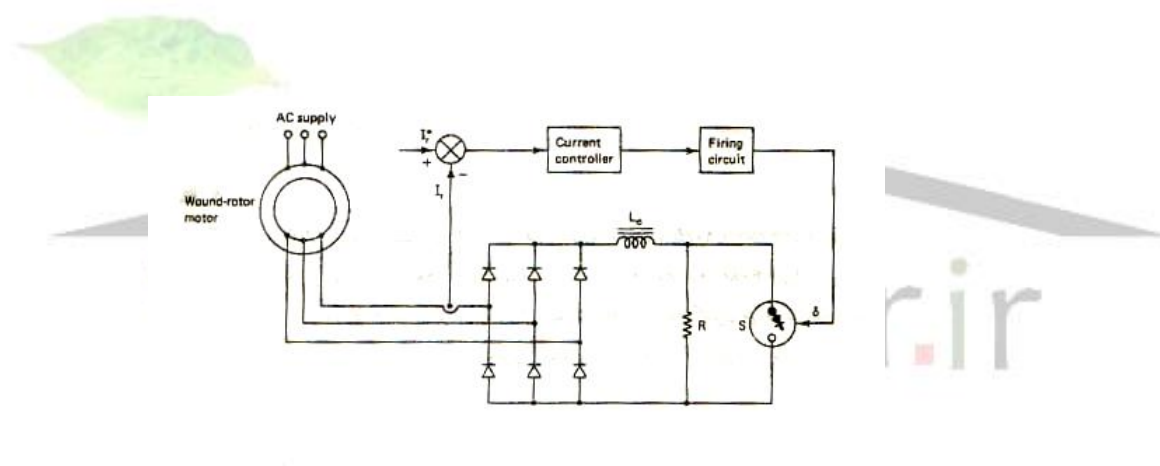 AC supply
Wound-rotor
motor
I*r
+
−
Ir
Current
controller
Firing
circuit
δ
Ld
R
S
r.ir